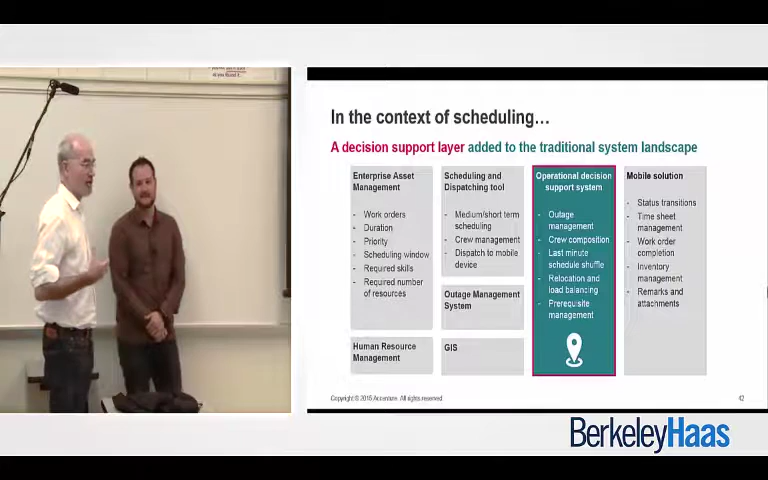 In the context of scheduling...
A decision support layer added to the traditional system landscape
Enterprise Asset
Management
- Work orders
- Duration
- Priority
- Scheduling window
- Required skills
- Required number
of resources
Human Resource
Management
Scheduling and
Dispatching tool
- Medium/short term
scheduling
- Crew management
- Dispatch to mobile
device
Outage Management
System
GIS
Operational decision
support system
- Outage
management
- Crew composition
- Last minute
schedule shuffle
- Relocation and
load balancing
- Prerequisite
management
Mobile solution
- Status transitions
- Time sheet
management
- Work order
completion
- Inventory
management
- Remarks and
attachments
Copyright © 2015 Accenture. All rights reserved.
42
BerkeleyHaas